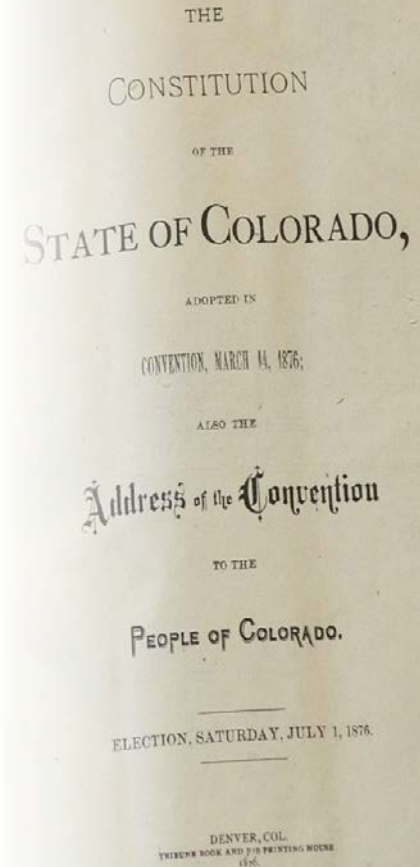 THE
CONSTITUTION
OF THE
STATE OF COLORADO,
ADOPTED IN
CONVENTION, MARCH 14, 1876;
ALSO THE
Address of the Convention
TO THE
PEOPLE OF COLORADO.
ELECTION, SATURDAY, JULY 1, 1876.
DENVER, COL.
TRIBUNE BOOK AND JOB PRINTING HOUSE
1876.